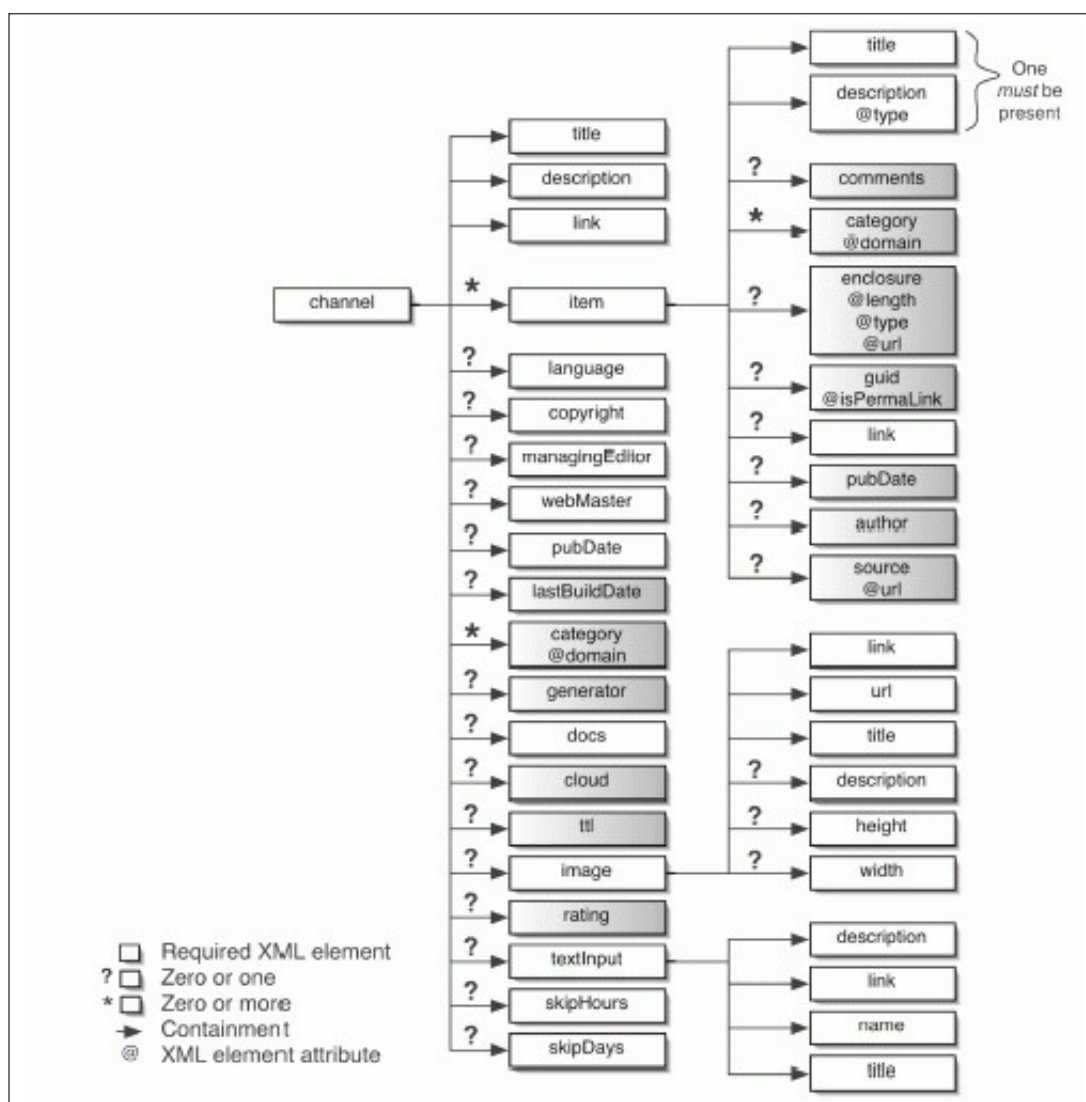 channel
title
description
link
*
item
?
language
?
copyright
?
managingEditor
?
webMaster
?
pubDate
?
lastBuildDate
*
category
@domain
?
generator
?
docs
?
cloud
?
ttl
?
image
?
rating
?
textInput
?
skipHours
?
skipDays
title
description
@type
One
must be
present
?
comments
*
category
@domain
?
enclosure
@length
@type
@url
?
guid
@isPermaLink
?
link
?
pubDate
?
author
?
source
@url
link
url
title
?
description
?
height
?
width
description
link
name
title
Required XML element
? Zero or one
* Zero or more
Containment
@ XML element attribute